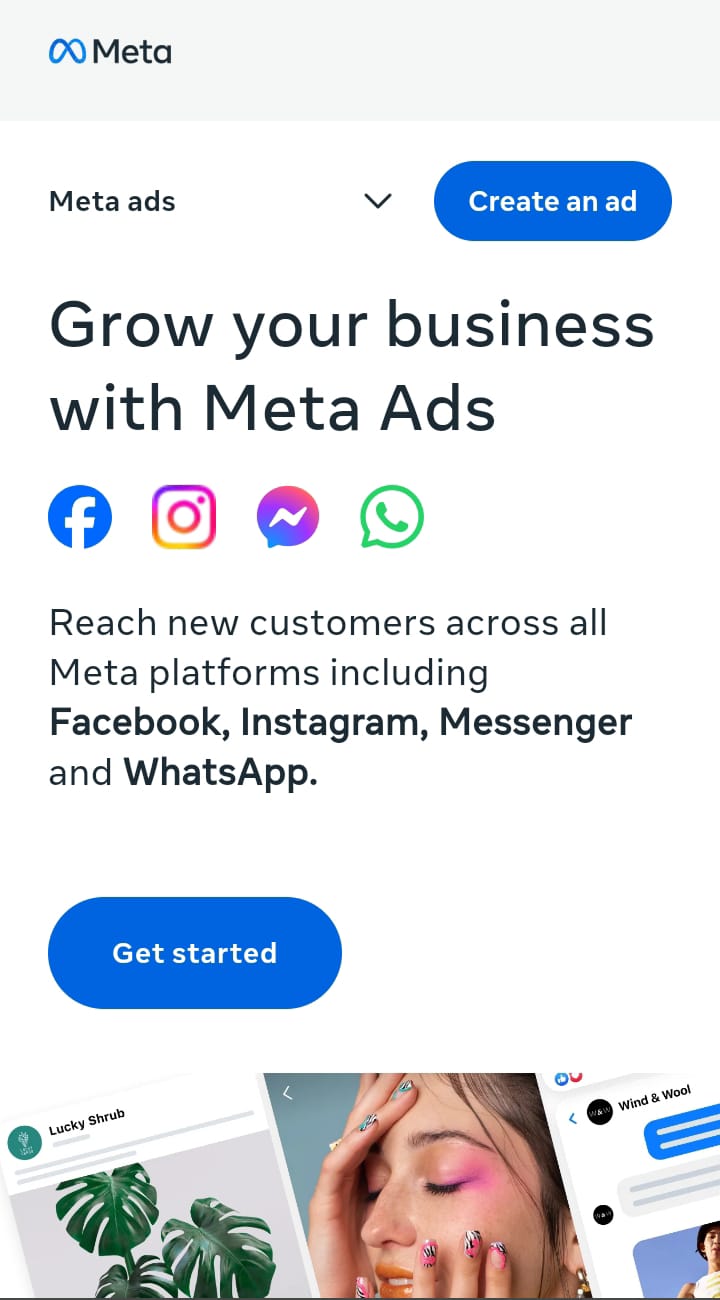 Meta
Meta ads
Create an ad
Grow your business
with Meta Ads
Reach new customers across all
Meta platforms including
Facebook, Instagram, Messenger
and WhatsApp.
Get started
Lucky Shrub
W&W
Wind & Wool
W&W